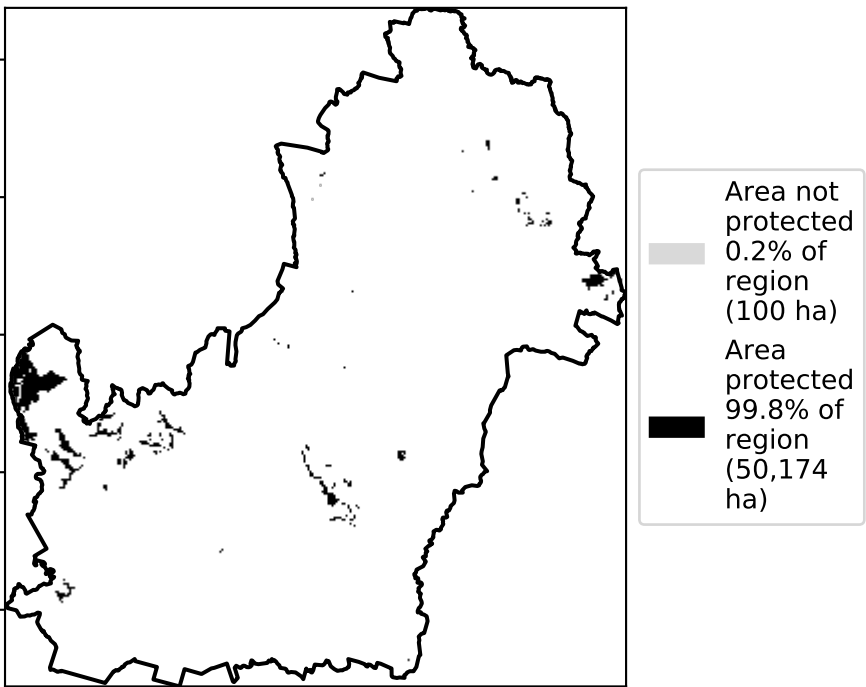 Area not
protected
0.2% of
region
(100 ha)
Area
protected
99.8% of
region
(50,174
ha)